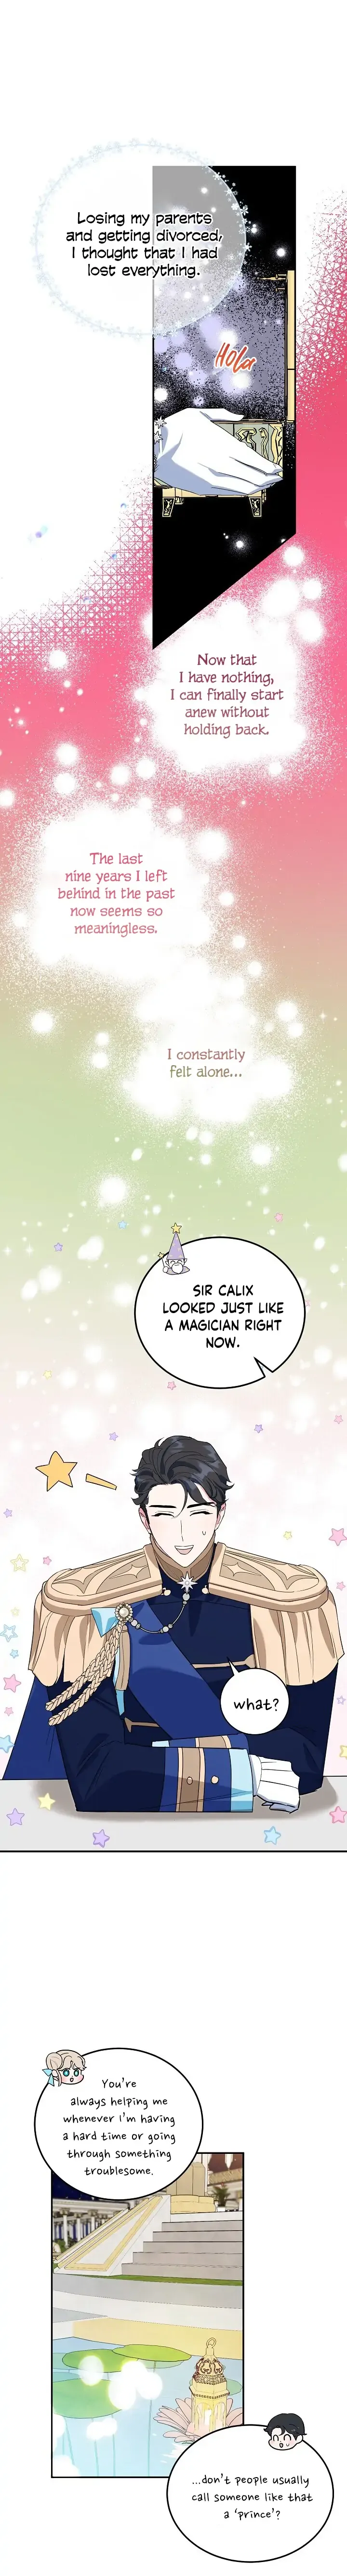 Losing my parents
and getting divorced,
I thought that I had
lost everything.
Hold
Now that
I have nothing,
I can finally start
anew without
holding back.
The last
nine years I left
behind in the past
now seems so
meaningless.
I constantly
felt alone...
SIR CALIX
LOOKED JUST LIKE
A MAGICIAN RIGHT
NOW.
what?
You're
always helping me
whenever I'm having
a hard time or going
through something
troublesome.
...don't people usually
call someone like that
a 'prince'?